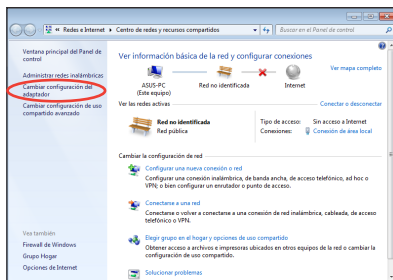 « Redes e Internet ▸ Centro de redes y recursos compartidos
Buscar en el Panel de control
Ventana principal del Panel de
control
Administrar redes inalámbricas
Cambiar configuración del
adaptador
Cambiar configuración de uso
compartido avanzado
Vea también
Firewall de Windows
Grupo Hogar
Opciones de Internet
Ver información básica de la red y configurar conexiones
Ver mapa completo
ASUS-PC
(Este equipo)
Red no identificada
Internet
Ver las redes activas
Conectar o desconectar
Red no identificada
Red pública
Tipo de acceso: Sin acceso a Internet
Conexiones: Conexión de área local
Cambiar la configuración de red
Configurar una nueva conexión o red
Configurar una conexión inalámbrica, de banda ancha, de acceso telefónico, ad hoc o
VPN; o bien configurar un enrutador o punto de acceso.
Conectarse a una red
Conectarse o volver a conectarse a una conexión de red inalámbrica, cableada, de acceso
telefónico o VPN.
Elegir grupo en el hogar y opciones de uso compartido
Obtener acceso a archivos e impresoras ubicados en otros equipos de la red o cambiar la
configuración de uso compartido.
Solucionar problemas